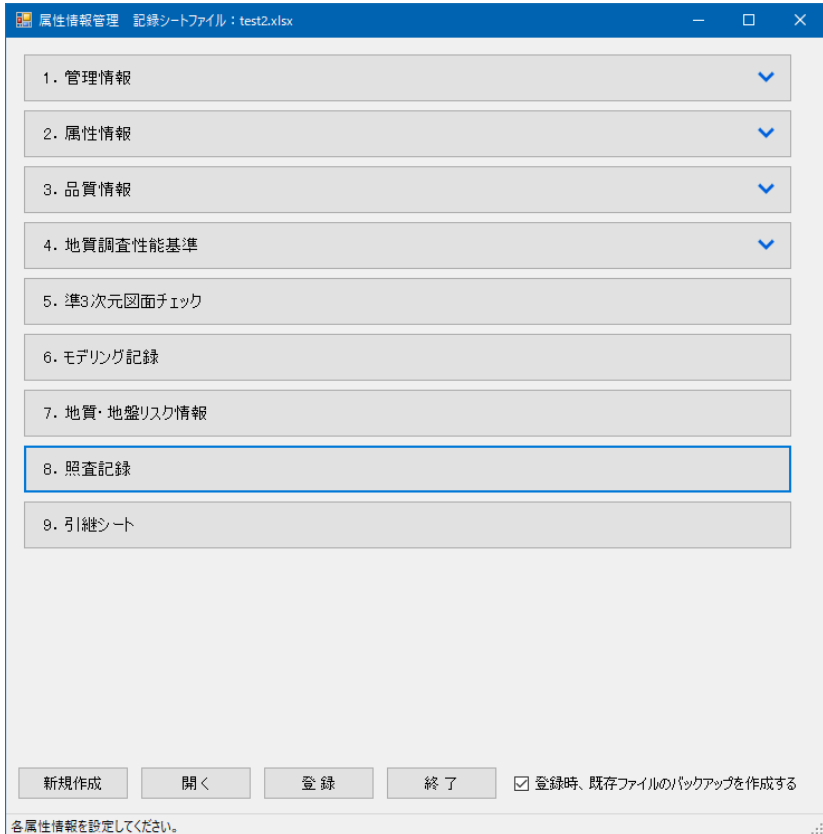 属性情報管理　記録シートファイル：test2.xlsx
1. 管理情報
2. 属性情報
3. 品質情報
4. 地質調査性能基準
5. 準3次元図面チェック
6. モデリング記録
7. 地質・地盤リスク情報
8. 照査記録
9. 引継シート
新規作成 開く 登録 終了 登録時、既存ファイルのバックアップを作成する
各属性情報を設定してください。